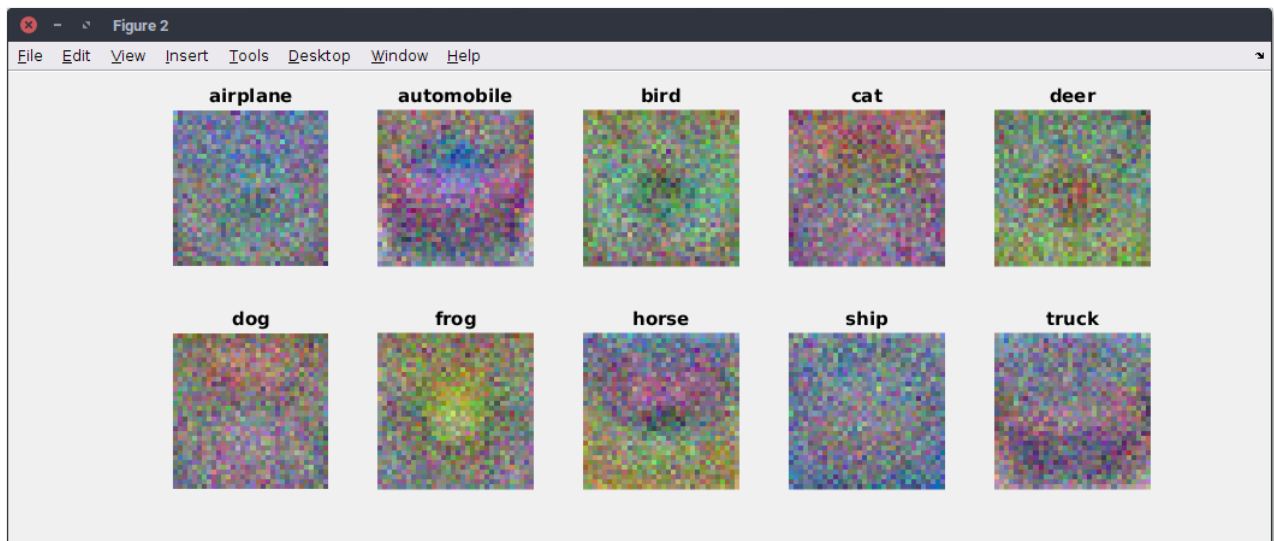 Figure 2
File Edit View Insert Tools Desktop Window Help
airplane automobile bird cat deer
dog frog horse ship truck